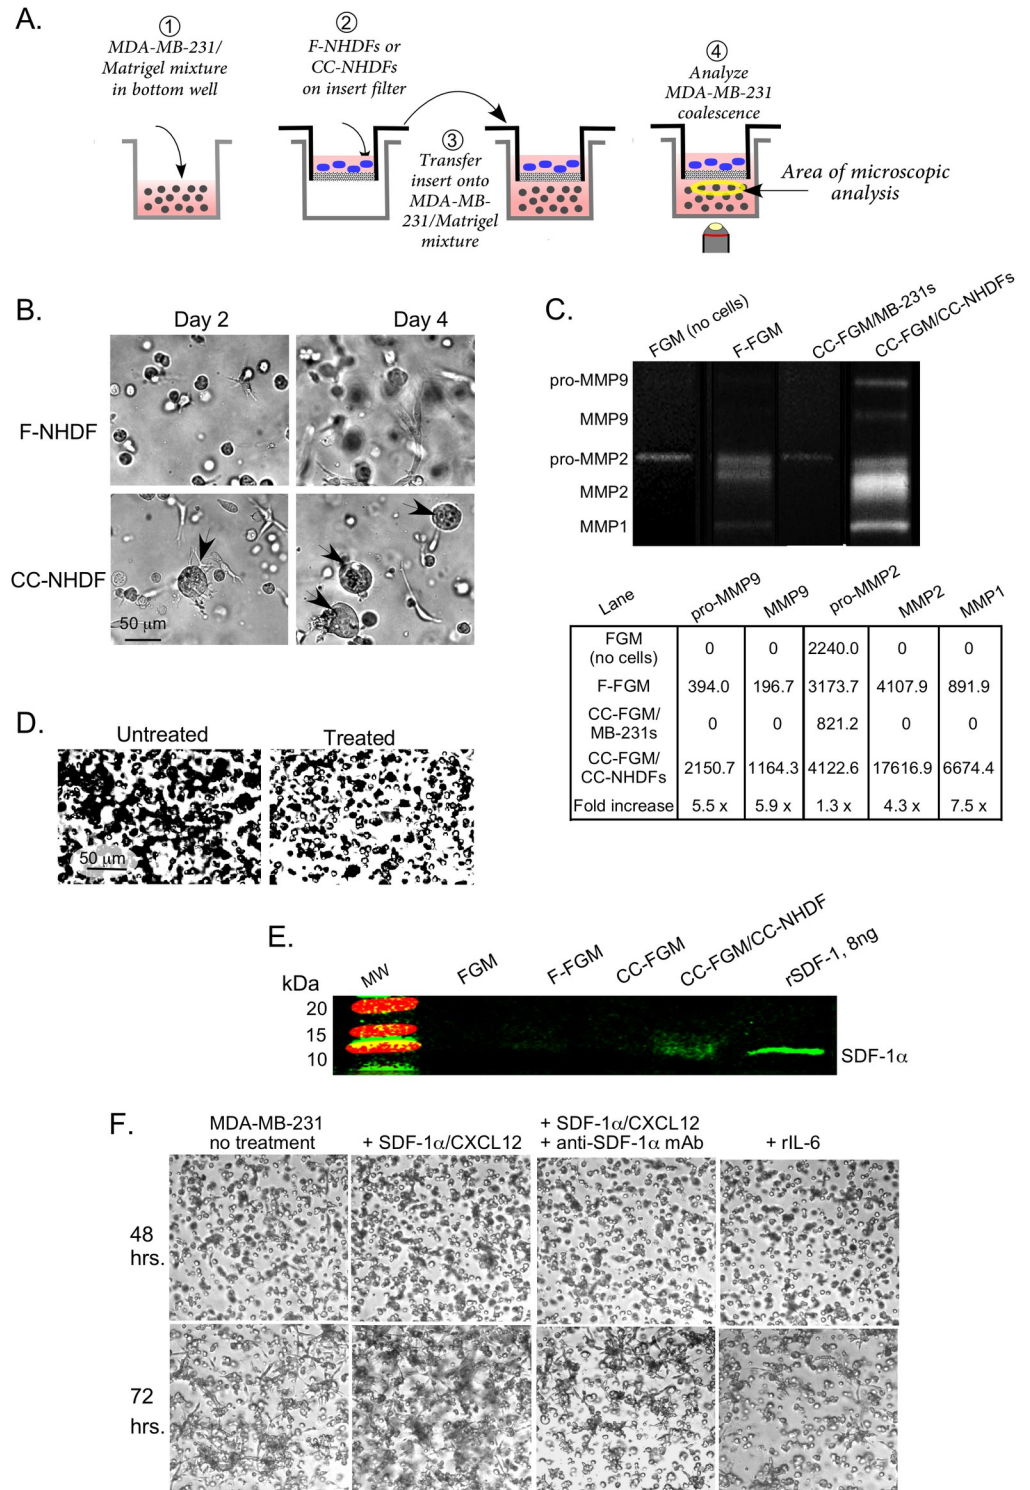 A.
①
MDA-MB-231/
Matrigel mixture
in bottom well
②
F-NHDFs or
CC-NHDFs
on insert filter
③
Transfer
insert onto
MDA-MB-
231/Matrigel
mixture
④
Analyze
MDA-MB-231
coalescence
Area of microscopic
analysis
B.
Day 2
Day 4
F-NHDF
CC-NHDF
50 μm
C.
FGM (no cells)
F-FGM
CC-FGM/MB-231s
CC-FGM/CC-NHDFs
pro-MMP9
MMP9
pro-MMP2
MMP2
MMP1
Lane pro-MMP9 MMP9 pro-MMP2 MMP2 MMP1
FGM
(no cells) 0 0 2240.0 0 0
F-FGM 394.0 196.7 3173.7 4107.9 891.9
CC-FGM/
MB-231s 0 0 821.2 0 0
CC-FGM/
CC-NHDFs 2150.7 1164.3 4122.6 17616.9 6674.4
Fold increase 5.5 x 5.9 x 1.3 x 4.3 x 7.5 x
D.
Untreated
Treated
50 μm
E.
kDa
MW
FGM
F-FGM
CC-FGM
CC-FGM/CC-NHDF
rSDF-1, 8ng
20
15
10
SDF-1α
F.
MDA-MB-231
no treatment
+ SDF-1α/CXCL12
+ SDF-1α/CXCL12
+ anti-SDF-1α mAb
+ rIL-6
48
hrs.
72
hrs.